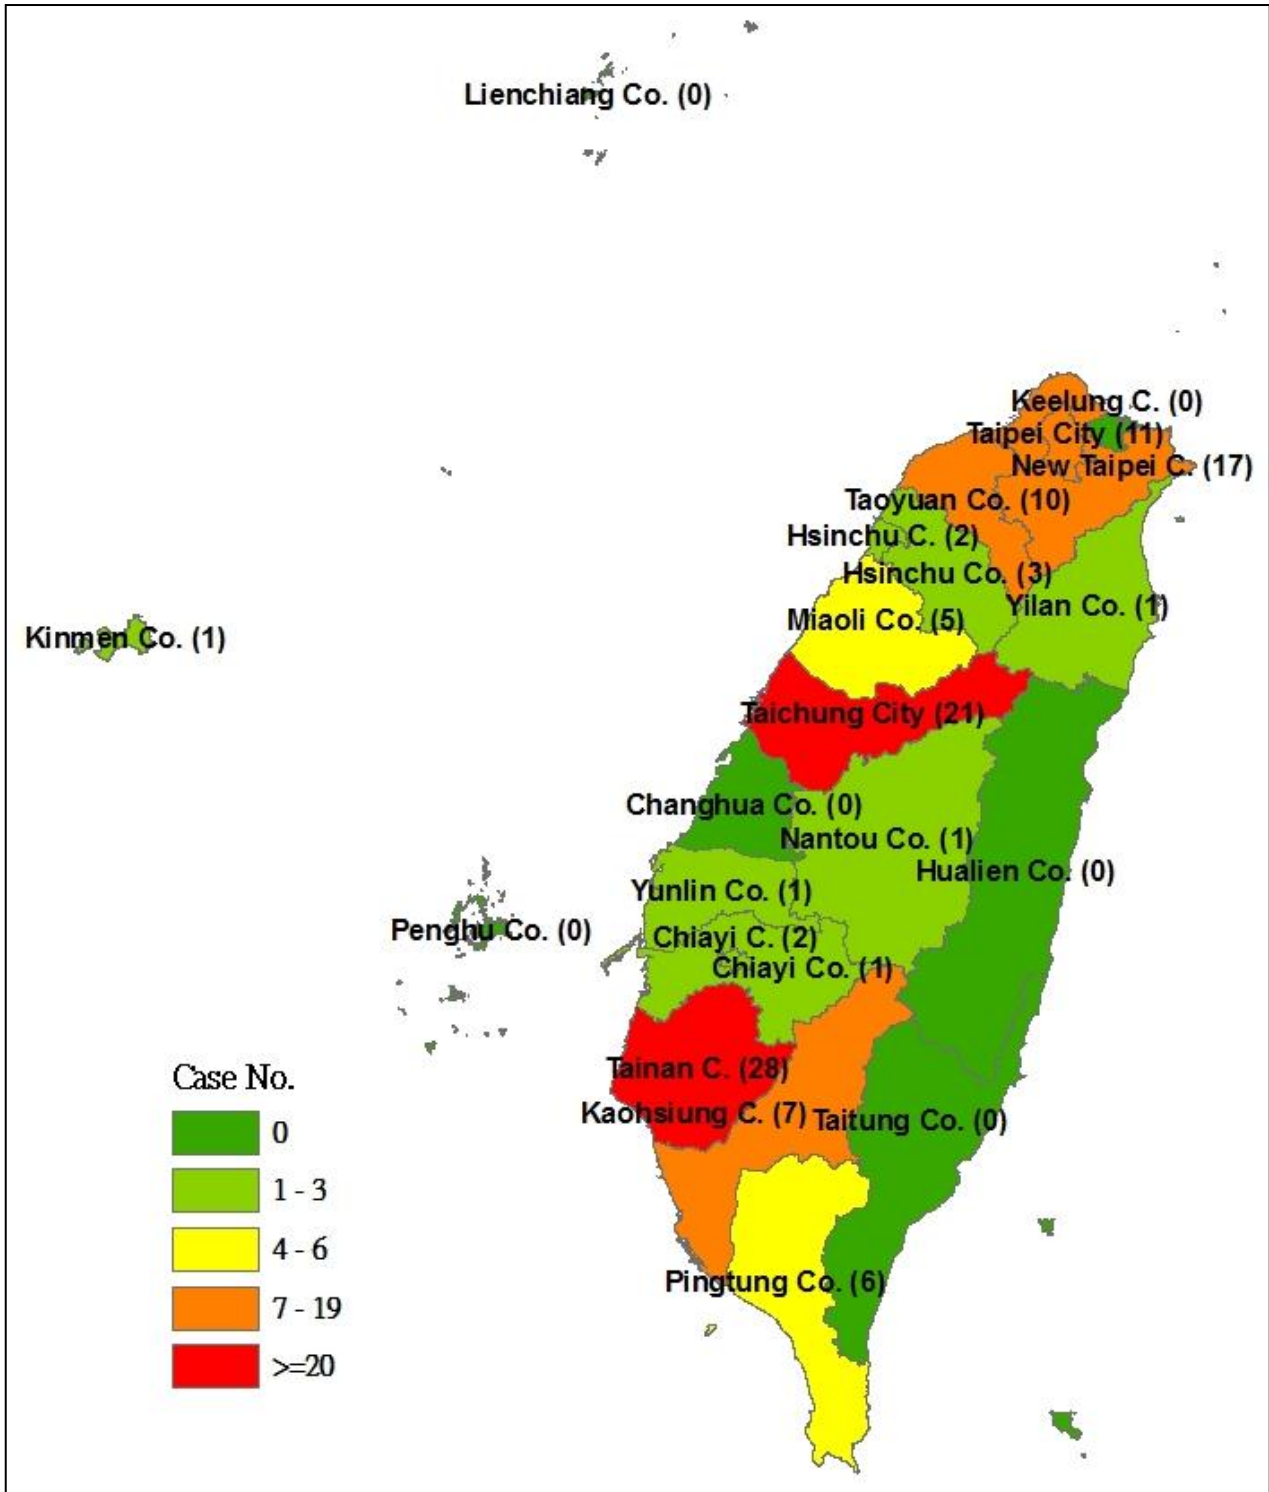 Lienchiang Co. (0)
Keelung C. (0)
Taipei City (11)
New Taipei C. (17)
Taoyuan Co. (10)
Hsinchu C. (2)
Hsinchu Co. (3)
Yilan Co. (1)
Miaoli Co. (5)
Kinmen Co. (1)
Taichung City (21)
Changhua Co. (0)
Nantou Co. (1)
Hualien Co. (0)
Yunlin Co. (1)
Penghu Co. (0)
Chiayi C. (2)
Chiayi Co. (1)
Tainan C. (28)
Kaohsiung C. (7)
Taitung Co. (0)
Pingtung Co. (6)
Case No.
0
1 - 3
4 - 6
7 - 19
>=20